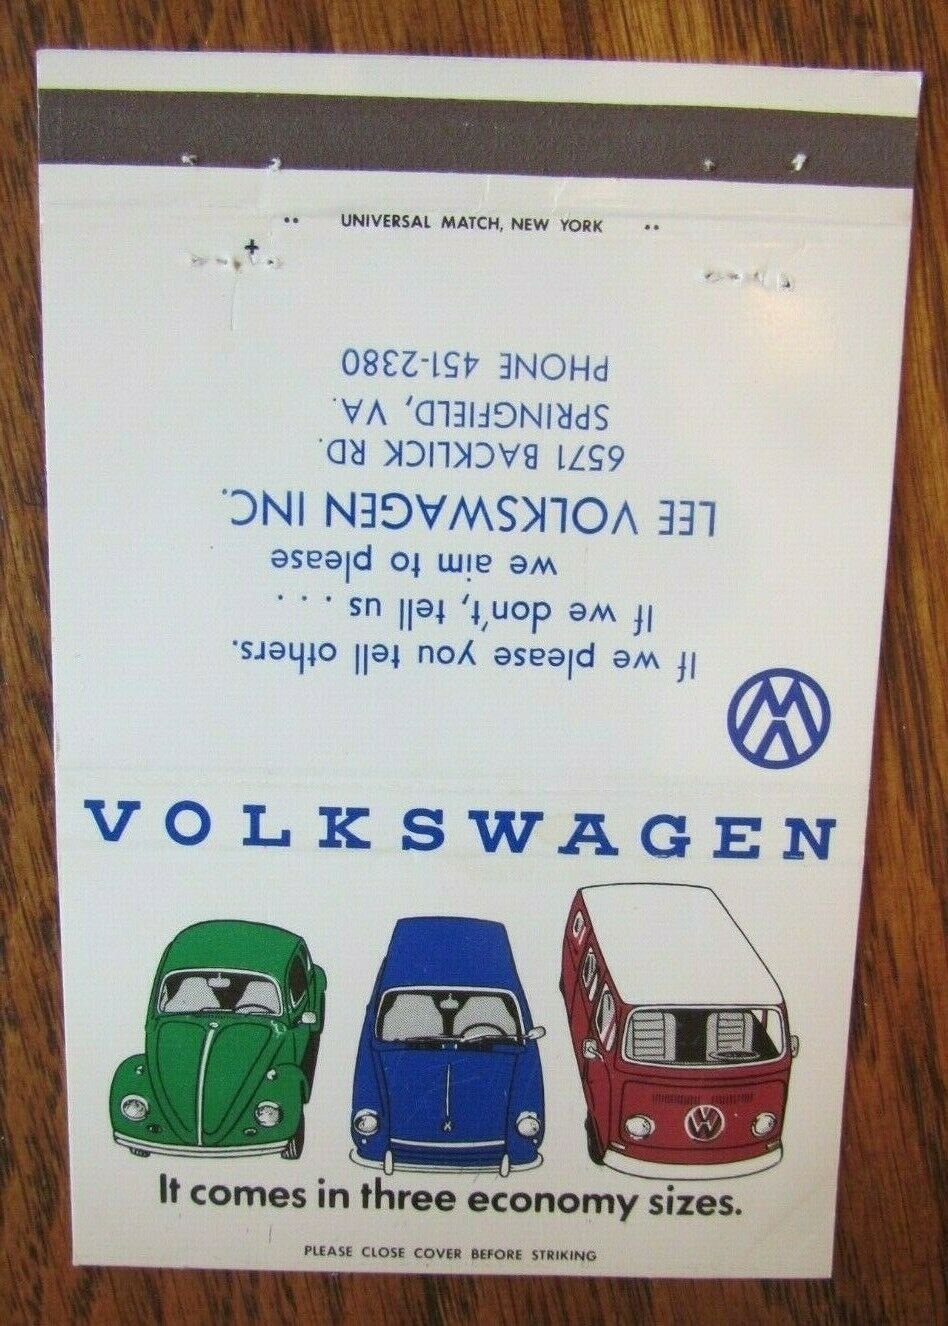 UNIVERSAL MATCH, NEW YORK
If we please you tell others.
If we don't, tell us . . .
we aim to please
LEE VOLKSWAGEN INC.
6571 BACKLICK RD.
SPRINGFIELD, VA.
PHONE 451-2380
VW
VOLKSWAGEN
VW
It comes in three economy sizes.
PLEASE CLOSE COVER BEFORE STRIKING